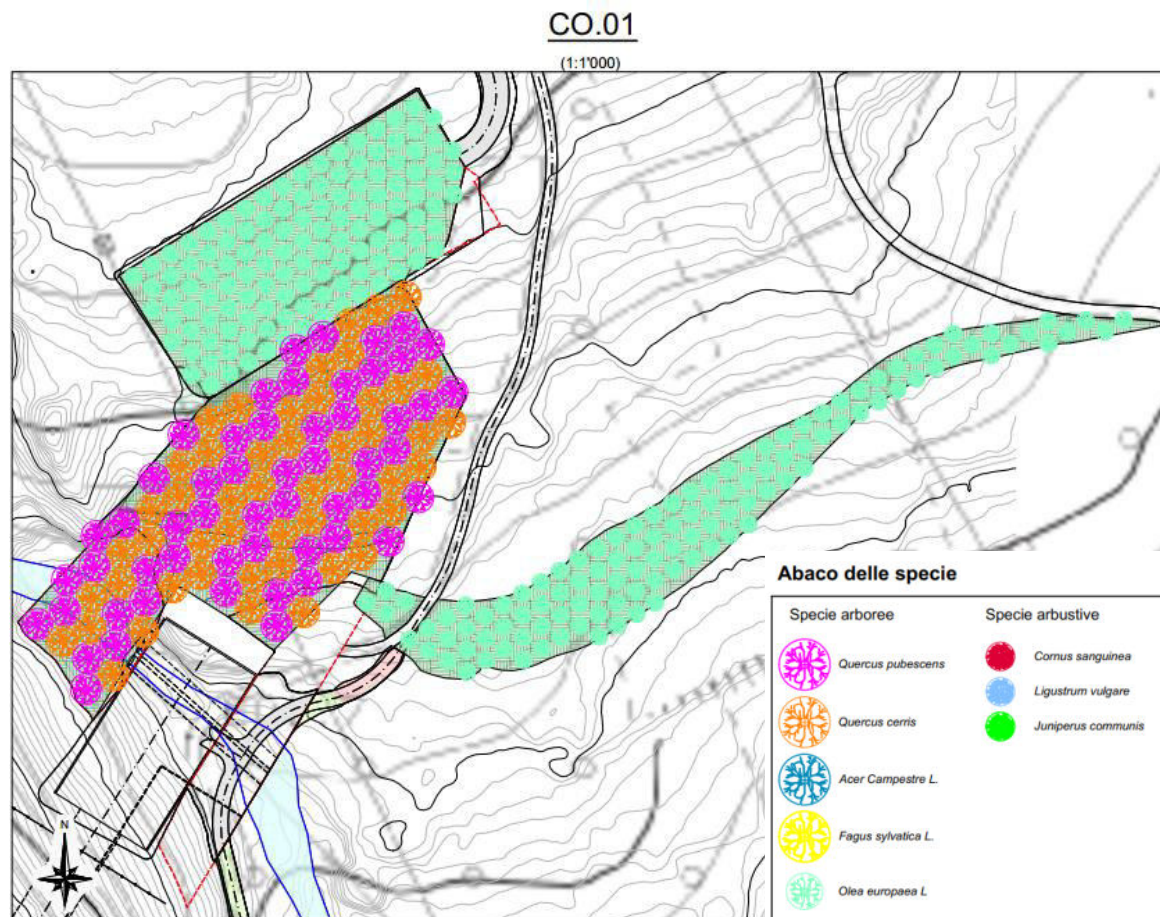 CO.01
(1:1'000)
Abaco delle specie
Specie arboree
Specie arbustive
Quercus pubescens
Cornus sanguinea
Quercus cerris
Ligustrum vulgare
Juniperus communis
Acer Campestre L.
Fagus sylvatica L.
Olea europaea L
N